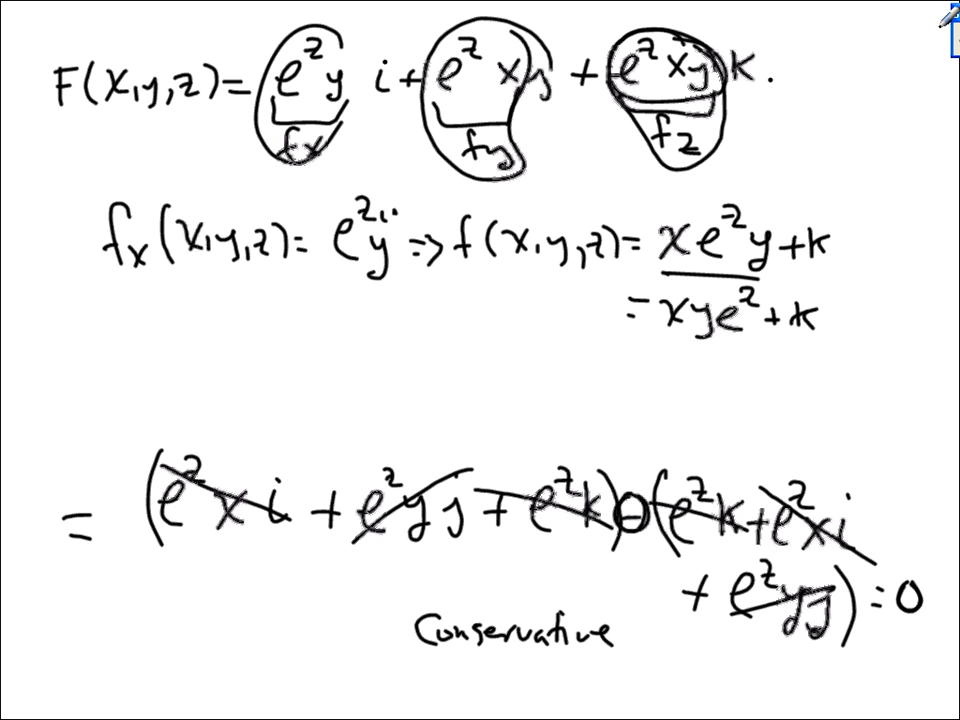 F(x,y,z)= e^z y i + e^z x j + e^z xy k.
fx fy fz
fx(x,y,z)= e^z y => f(x,y,z)= xe^z y + k
= xye^z + k
= (e^z x i + e^z y j + e^z k) - (e^z k + e^z x i
+ e^z y j) = 0
Conservative